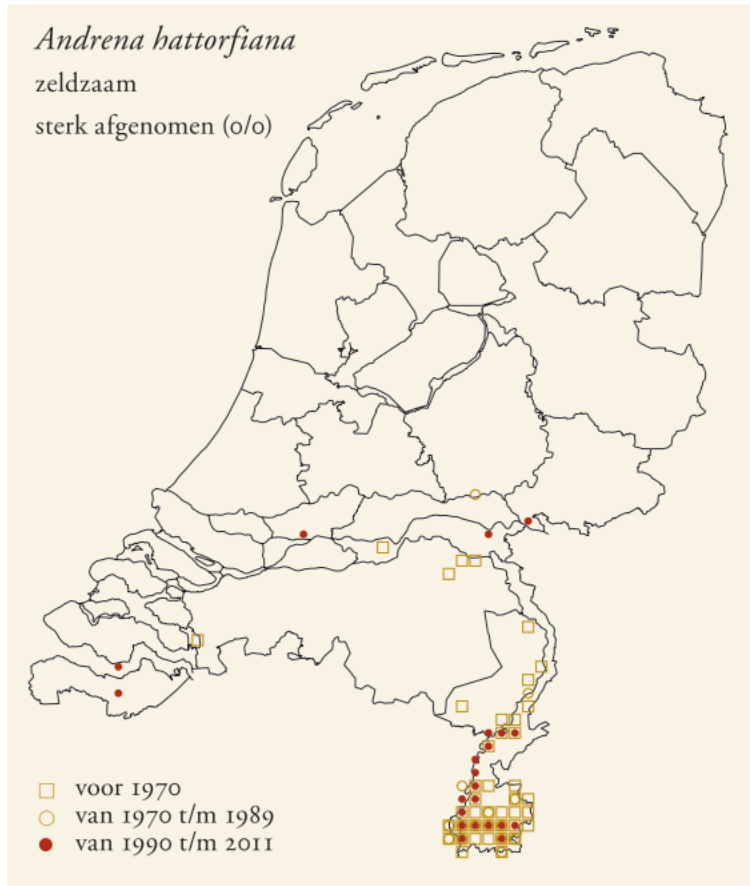 Andrena hattorfiana
zeldzaam
sterk afgenomen (0/0)
voor 1970
van 1970 t/m 1989
van 1990 t/m 2011